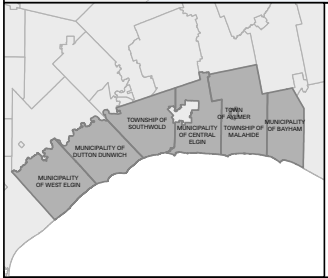 TOWNSHIP OF
SOUTHWOLD
TOWN
OF AYLMER
MUNICIPALITY
OF CENTRAL
ELGIN
TOWNSHIP OF
MALAHIDE
MUNICIPALITY
OF BAYHAM
MUNICIPALITY OF
DUTTON DUNWICH
MUNICIPALITY
OF WEST ELGIN